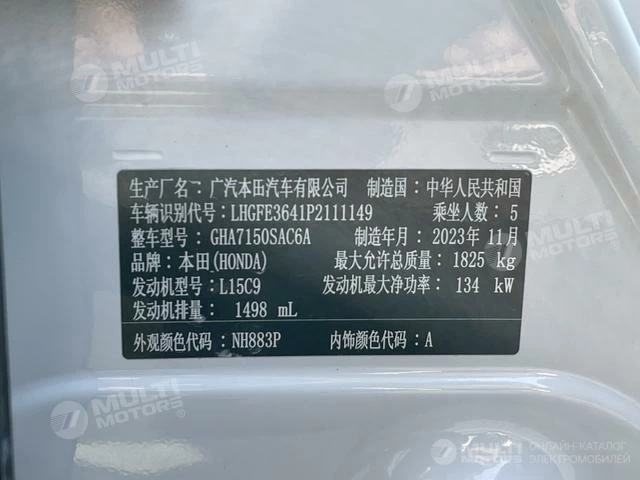 MULTI MOTORS
MULTI MOTORS
生产厂名：广汽本田汽车有限公司 制造国：中华人民共和国
车辆识别代号：LHGFE3641P2111149 乘坐人数：5
整车型号：GHA7150SAC6A 制造年月：2023年11月
品牌：本田(HONDA) 最大允许总质量：1825 kg
发动机型号：L15C9 发动机最大净功率：134 kW
发动机排量：1498 mL
外观颜色代码：NH883P 内饰颜色代码：A
MULTI MOTORS
MULTI MOTORS
ОНЛАЙН-КАТАЛОГ
ЭЛЕКТРОМОБИЛЕЙ